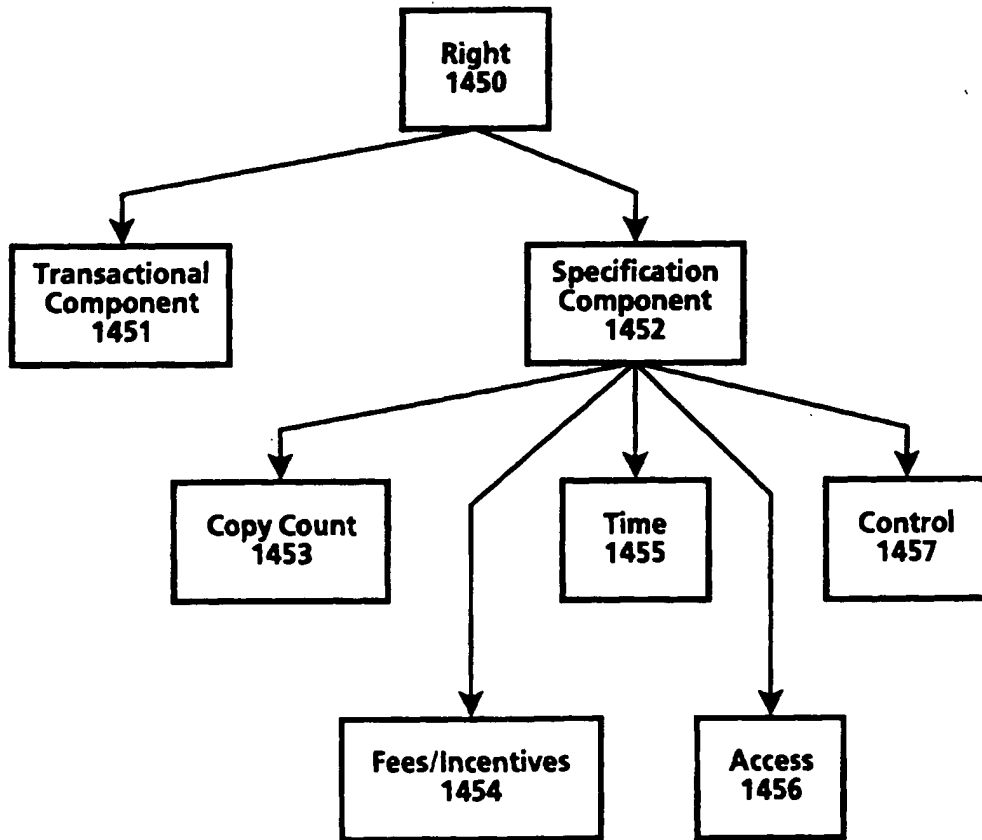 Right
1450
Transactional
Component
1451
Specification
Component
1452
Copy Count
1453
Time
1455
Control
1457
Fees/Incentives
1454
Access
1456